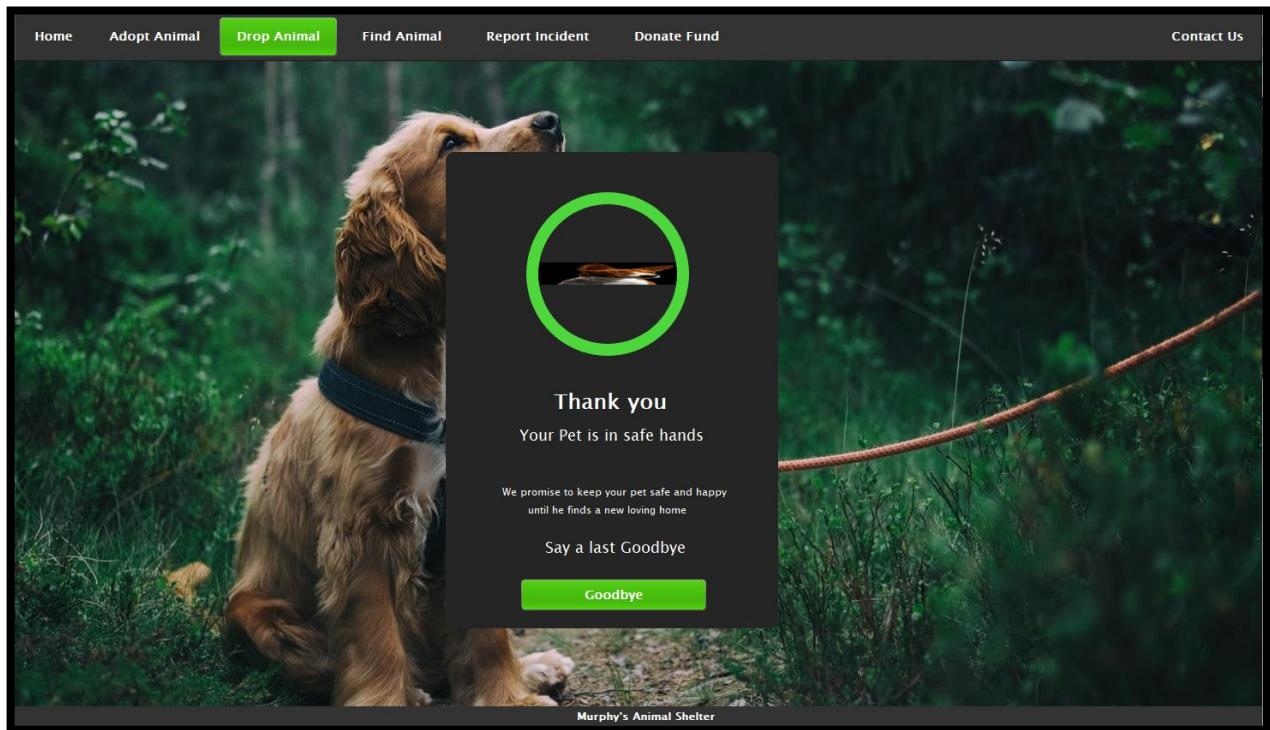 Home Adopt Animal Drop Animal Find Animal Report Incident Donate Fund Contact Us
Thank you
Your Pet is in safe hands
We promise to keep your pet safe and happy
until he finds a new loving home
Say a last Goodbye
Goodbye
Murphy's Animal Shelter